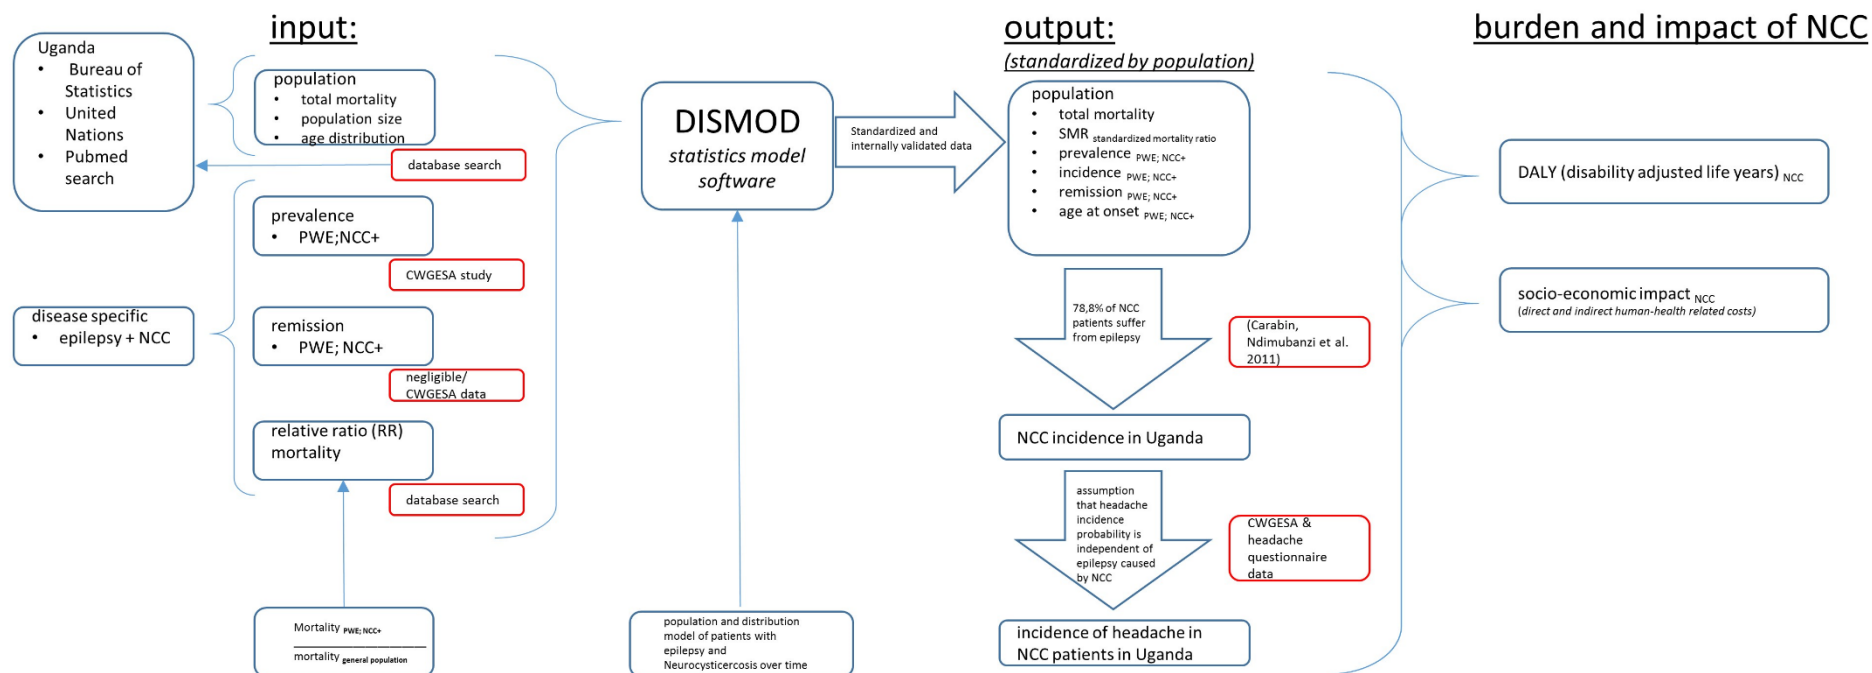 input:
output:
(standardized by population)
burden and impact of NCC
Uganda
• Bureau of
Statistics
• United
Nations
• Pubmed
search
population
• total mortality
• population size
• age distribution
database search
prevalence
• PWE;NCC+
CWGESA study
disease specific
• epilepsy + NCC
remission
• PWE; NCC+
negligible/
CWGESA data
relative ratio (RR)
mortality
database search
Mortality PWE; NCC+
mortality general population
DISMOD
statistics model
software
population and distribution
model of patients with
epilepsy and
Neurocysticercosis over time
Standardized and
internally validated data
population
• total mortality
• SMR standardized mortality ratio
• prevalence PWE; NCC+
• incidence PWE; NCC+
• remission PWE; NCC+
• age at onset PWE; NCC+
78,8% of NCC
patients suffer
from epilepsy
(Carabin,
Ndimubanzi et al.
2011)
NCC incidence in Uganda
assumption
that headache
incidence
probability is
independent of
epilepsy caused
by NCC
CWGESA &
headache
questionnaire
data
incidence of headache in
NCC patients in Uganda
DALY (disability adjusted life years) NCC
socio-economic impact NCC
(direct and indirect human-health related costs)